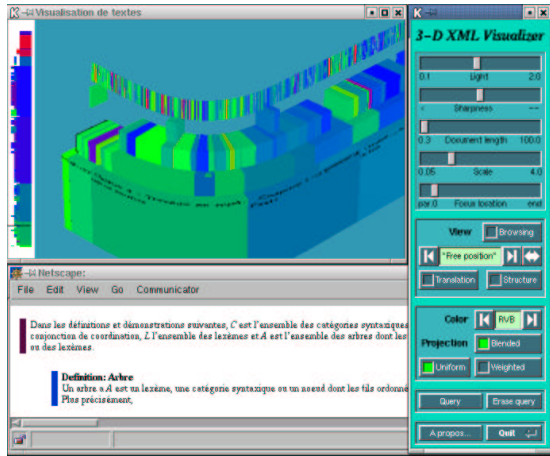 Visualisation de textes
3-D XML Visualizer
0.1 Light 2.0
< Sharpness --
0.3 Document length 100.0
0.05 Scale 4.0
par.0 Focus location end
View Browsing
"Free position"
Translation Structure
Color RVB
Projection Blended
Uniform Weighted
Query Erase query
A propos... Quit
Netscape:
File Edit View Go Communicator
Dans les définitions et démonstrations suivantes, C est l'ensemble des catégories syntaxiques
conjonction de coordination, L l'ensemble des lexèmes et A est l'ensemble des arbres dont les
ou des lexèmes.
Definition: Arbre
Un arbre a A est un lexème, une catégorie syntaxique ou un noeud dont les fils ordonné
Plus précisément,